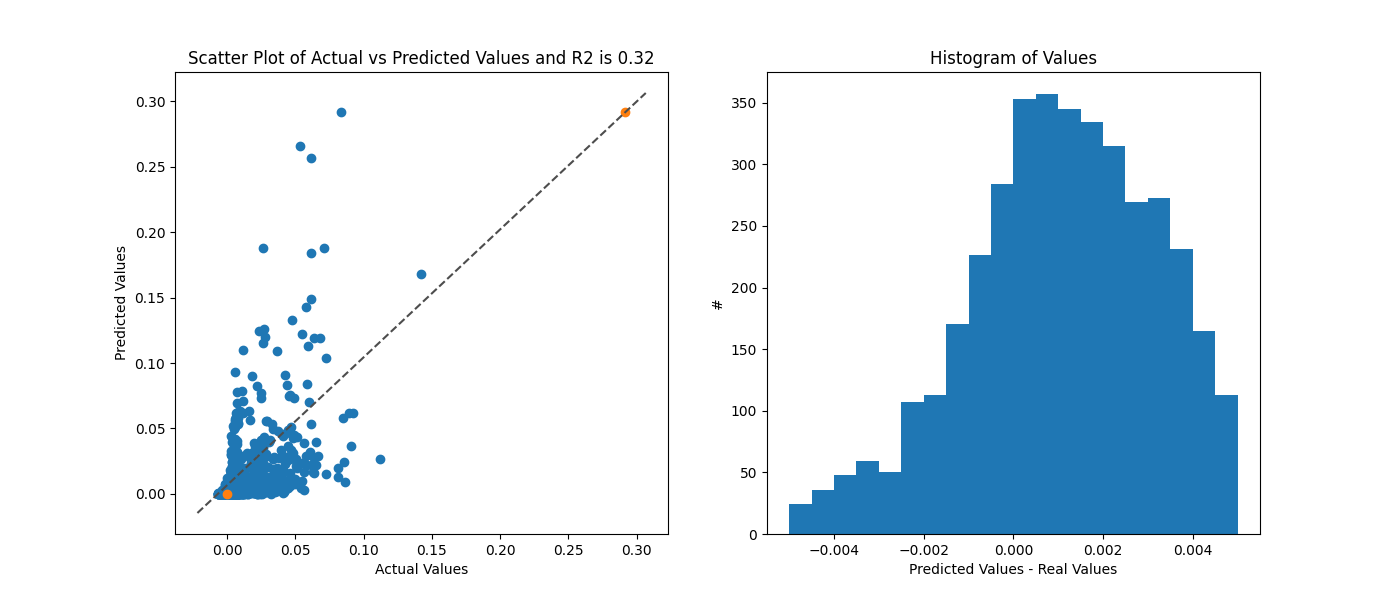 Scatter Plot of Actual vs Predicted Values and R2 is 0.32
0.30
0.25
0.20
0.15
0.10
0.05
0.00
Predicted Values
0.00 0.05 0.10 0.15 0.20 0.25 0.30
Actual Values
Histogram of Values
350
300
250
200
150
100
50
0
#
−0.004 −0.002 0.000 0.002 0.004
Predicted Values - Real Values